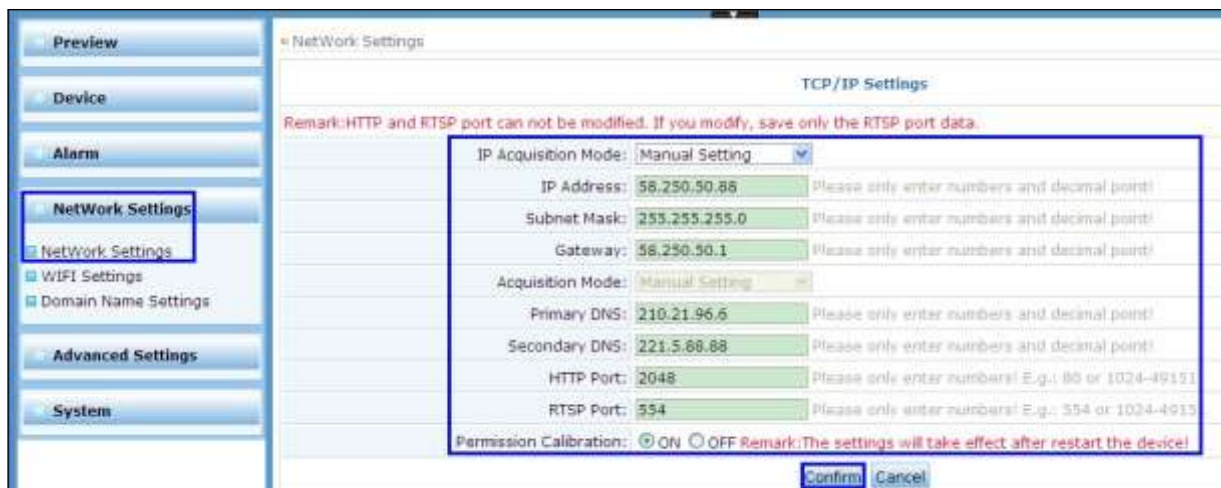 Preview
Device
Alarm
NetWork Settings
NetWork Settings
WIFI Settings
Domain Name Settings
Advanced Settings
System
NetWork Settings
TCP/IP Settings
Remark:HTTP and RTSP port can not be modified. If you modify, save only the RTSP port data.
IP Acquisition Mode: Manual Setting
IP Address: 58.250.50.88 Please only enter numbers and decimal point!
Subnet Mask: 255.255.255.0 Please only enter numbers and decimal point!
Gateway: 58.250.50.1 Please only enter numbers and decimal point!
Acquisition Mode: Manual Setting
Primary DNS: 210.21.96.6 Please only enter numbers and decimal point!
Secondary DNS: 221.5.88.88 Please only enter numbers and decimal point!
HTTP Port: 2048 Please only enter numbers! E.g.: 80 or 1024-49151
RTSP Port: 554 Please only enter numbers! E.g.: 554 or 1024-4915
Permission Calibration: ON OFF Remark:The settings will take effect after restart the device!
Confirm Cancel